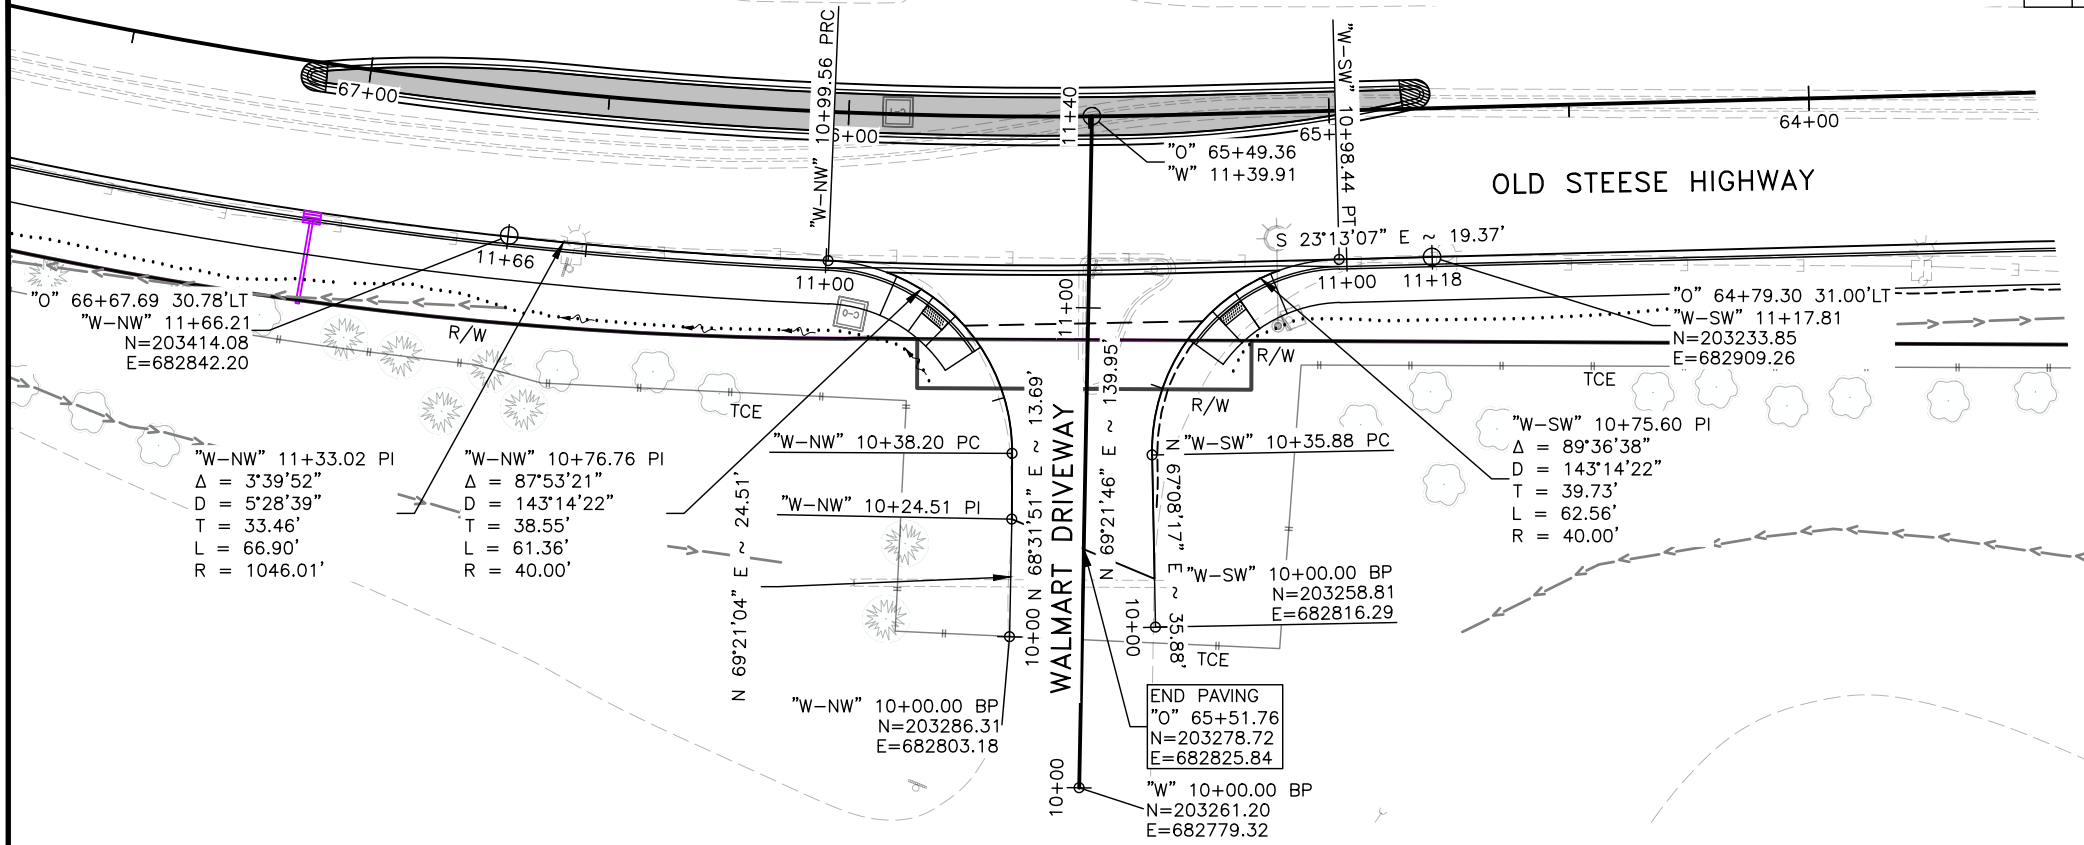 "W-NW" 10+99.56 PRC
"W-SW" 10+98.44 PT
67+00
6+00
11+40
65+
64+00
"O" 65+49.36
"W" 11+39.91
OLD STEESE HIGHWAY
S 23°13'07" E ~ 19.37'
11+66
11+00
11+00
11+00
11+18
"O" 66+67.69 30.78'LT
"W-NW" 11+66.21
N=203414.08
E=682842.20
R/W
"O" 64+79.30 31.00'LT
"W-SW" 11+17.81
N=203233.85
E=682909.26
R/W
TCE
R/W
TCE
"W-NW" 11+33.02 PI
Δ = 3°39'52"
D = 5°28'39"
T = 33.46'
L = 66.90'
R = 1046.01'
"W-NW" 10+76.76 PI
Δ = 87°53'21"
D = 143°14'22"
T = 38.55'
L = 61.36'
R = 40.00'
"W-NW" 10+38.20 PC
"W-NW" 10+24.51 PI
N 69°21'04" E ~ 24.51'
N 68°31'51" E ~ 13.69'
10+00
WALMART DRIVEWAY
N 69°21'46" E ~ 139.95'
N 67°08'17" E ~ 35.88'
"W-SW" 10+35.88 PC
"W-SW" 10+75.60 PI
Δ = 89°36'38"
D = 143°14'22"
T = 39.73'
L = 62.56'
R = 40.00'
"W-SW" 10+00.00 BP
N=203258.81
E=682816.29
10+00
TCE
"W-NW" 10+00.00 BP
N=203286.31
E=682803.18
END PAVING
"O" 65+51.76
N=203278.72
E=682825.84
10+00
"W" 10+00.00 BP
N=203261.20
E=682779.32